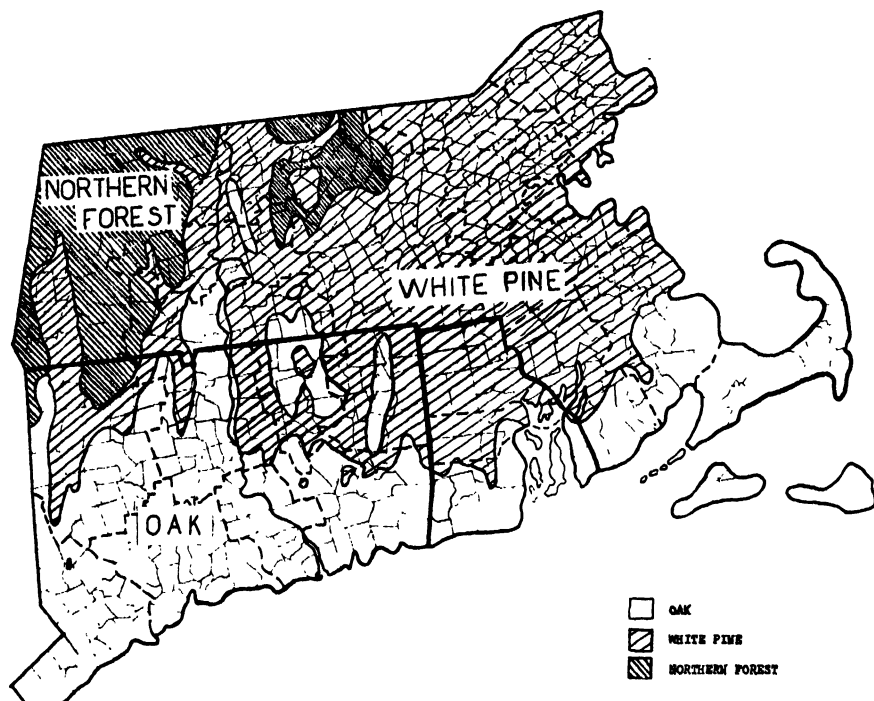 NORTHERN
FOREST
WHITE PINE
OAK
OAK
WHITE PINE
NORTHERN FOREST